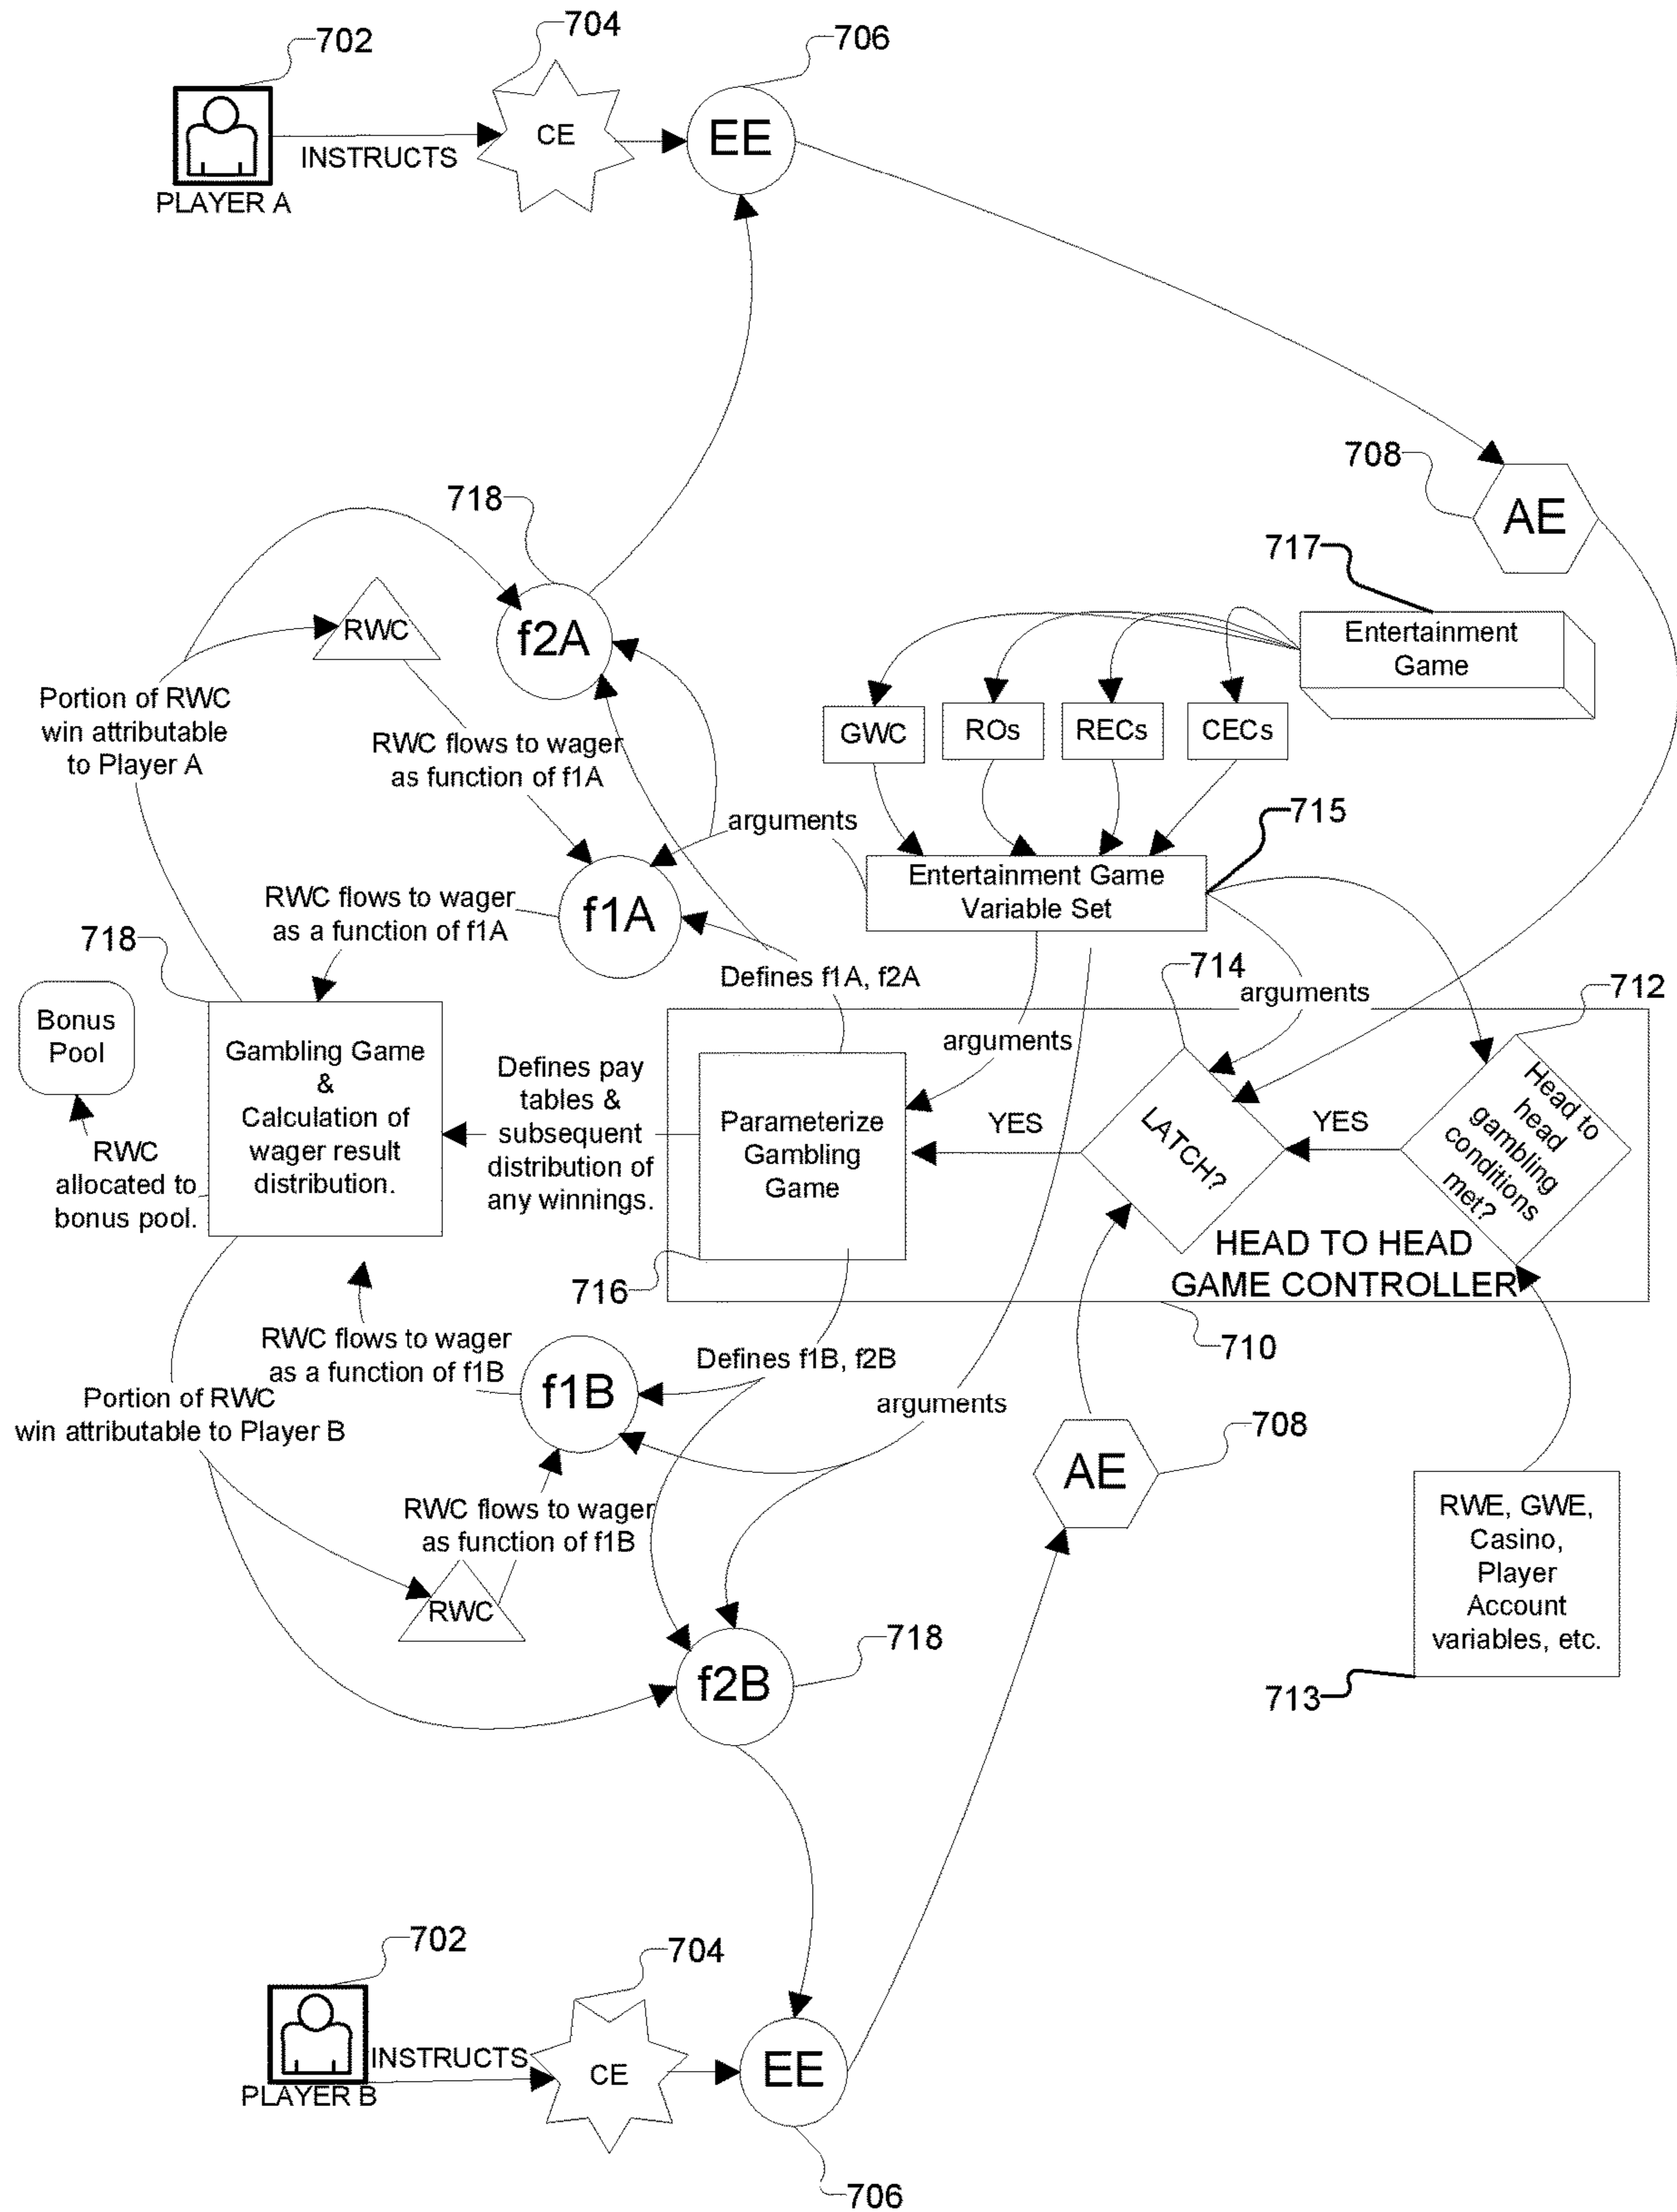 702
704
706
CE
EE
INSTRUCTS
PLAYER A
708
AE
718
717
f2A
RWC
Entertainment
Game
Portion of RWC
win attributable
to Player A
GWC
ROs
RECs
CECs
RWC flows to wager
as function of f1A
arguments
715
Entertainment Game
Variable Set
RWC flows to wager
as a function of f1A
f1A
718
Defines f1A, f2A
714
arguments
712
Bonus
Pool
Gambling Game
&
Calculation of
wager result
distribution.
Defines pay
tables &
subsequent
distribution of
any winnings.
arguments
Parameterize
Gambling
Game
YES
LATCH?
YES
Head to
head
gambling
conditions
met?
RWC
allocated to
bonus pool.
HEAD TO HEAD
GAME CONTROLLER
716
710
RWC flows to wager
as a function of f1B
f1B
Defines f1B, f2B
arguments
Portion of RWC
win attributable to Player B
708
AE
RWC flows to wager
as function of f1B
RWC
RWE, GWE,
Casino,
Player
Account
variables, etc.
718
f2B
713
702
704
INSTRUCTS
CE
EE
PLAYER B
706